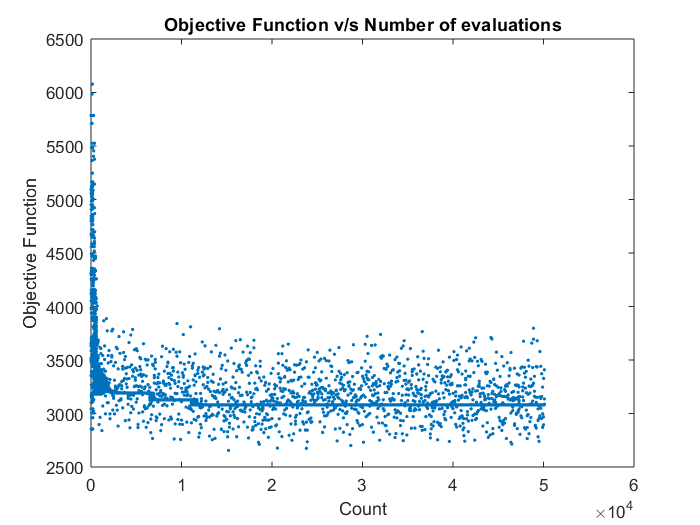 Objective Function v/s Number of evaluations
6500
6000
5500
5000
4500
4000
3500
3000
2500
Objective Function
0 1 2 3 4 5 6
Count
×10^4